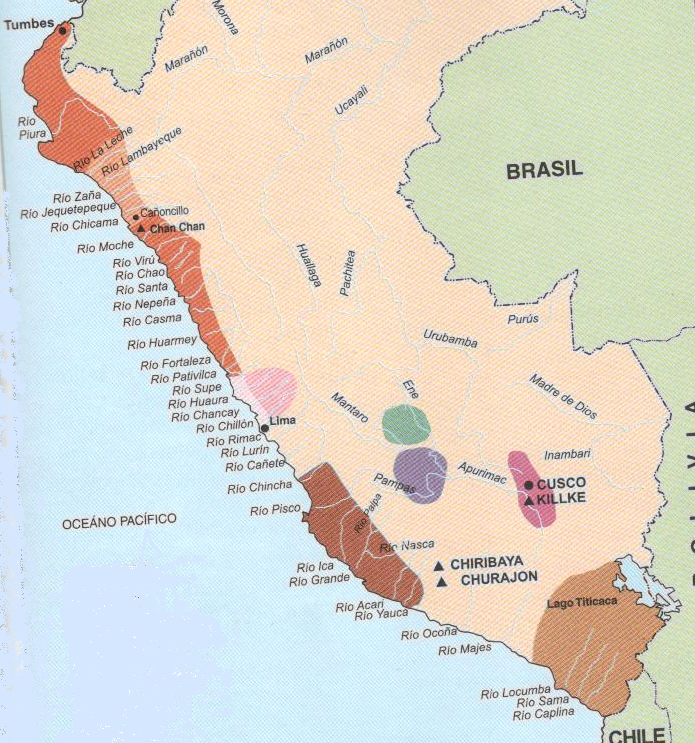 Tumbes
Morona
Marañón
Marañón
Ucayali
Río
Piura
Río La Leche
Río Lambayeque
BRASIL
Río Zaña
Río Jequetepeque
Cañoncillo
Río Chicama
Chan Chan
Río Moche
Río Virú
Río Chao
Río Santa
Río Nepeña
Río Casma
Huallaga
Pachitea
Purús
Río Huarmey
Urubamba
Río Fortaleza
Río Pativilca
Río Supe
Río Huaura
Río Chancay
Río Chillón
Lima
Río Rimac
Río Lurín
Río Cañete
Mantaro
Ene
Madre de Dios
Inambari
Apurimac
Pampas
CUSCO
KILLKE
Río Chincha
Río Pisco
Río Palpa
OCEÁNO PACÍFICO
Río Nasca
CHIRIBAYA
CHURAJON
Río Ica
Río Grande
Río Acarí
Río Yauca
Lago Titicaca
Río Ocoña
Río Majes
Río Locumba
Río Sama
Río Caplina
CHILE